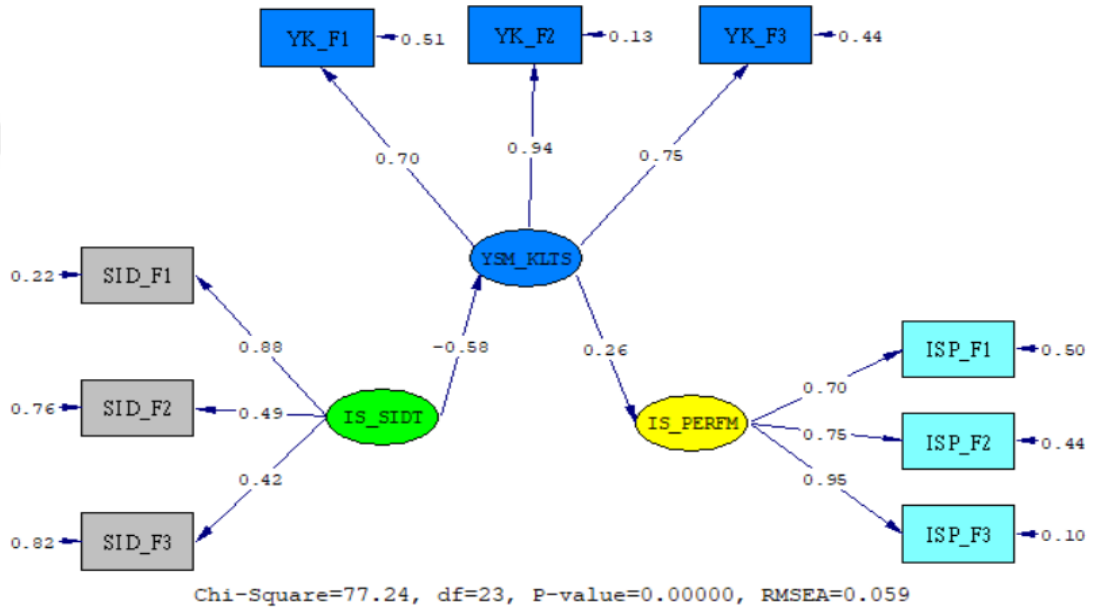 YK_F1 0.51 YK_F2 0.13 YK_F3 0.44
0.70 0.94 0.75
YSM_KLTS
0.22 SID_F1
0.88 -0.58 0.26
ISP_F1 0.50
0.70
0.76 SID_F2 0.49 IS_SIDT IS_PERFM
0.75 ISP_F2 0.44
0.42 0.95
0.82 SID_F3 ISP_F3 0.10
Chi-Square=77.24, df=23, P-value=0.00000, RMSEA=0.059